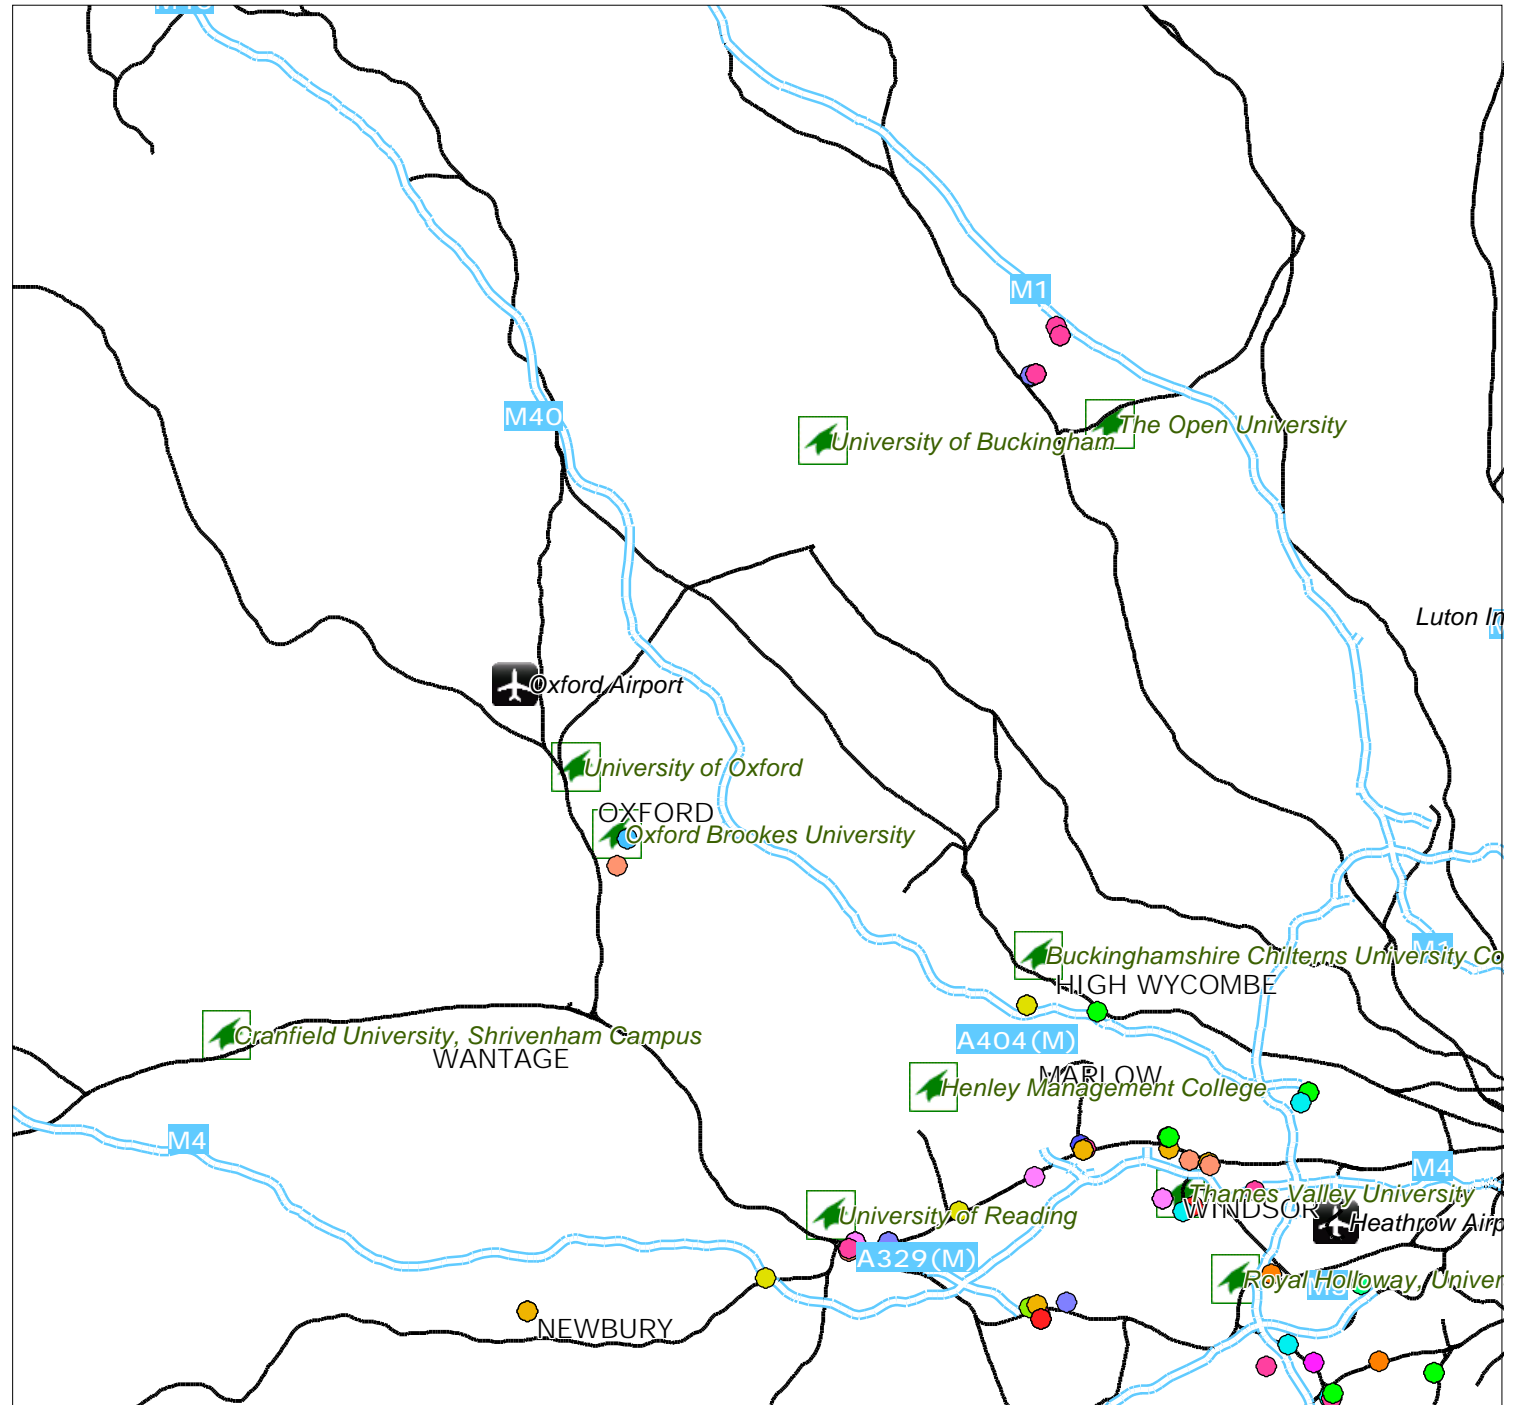 M1
M40
The Open University
University of Buckingham
Luton In
Oxford Airport
University of Oxford
OXFORD
Oxford Brookes University
M1
Buckinghamshire Chilterns University Co
HIGH WYCOMBE
Cranfield University, Shrivenham Campus
A404(M)
WANTAGE
MARLOW
Henley Management College
M4
M4
Thames Valley University
WINDSOR
University of Reading
Heathrow Airp
A329(M)
Royal Holloway, Univer
NEWBURY